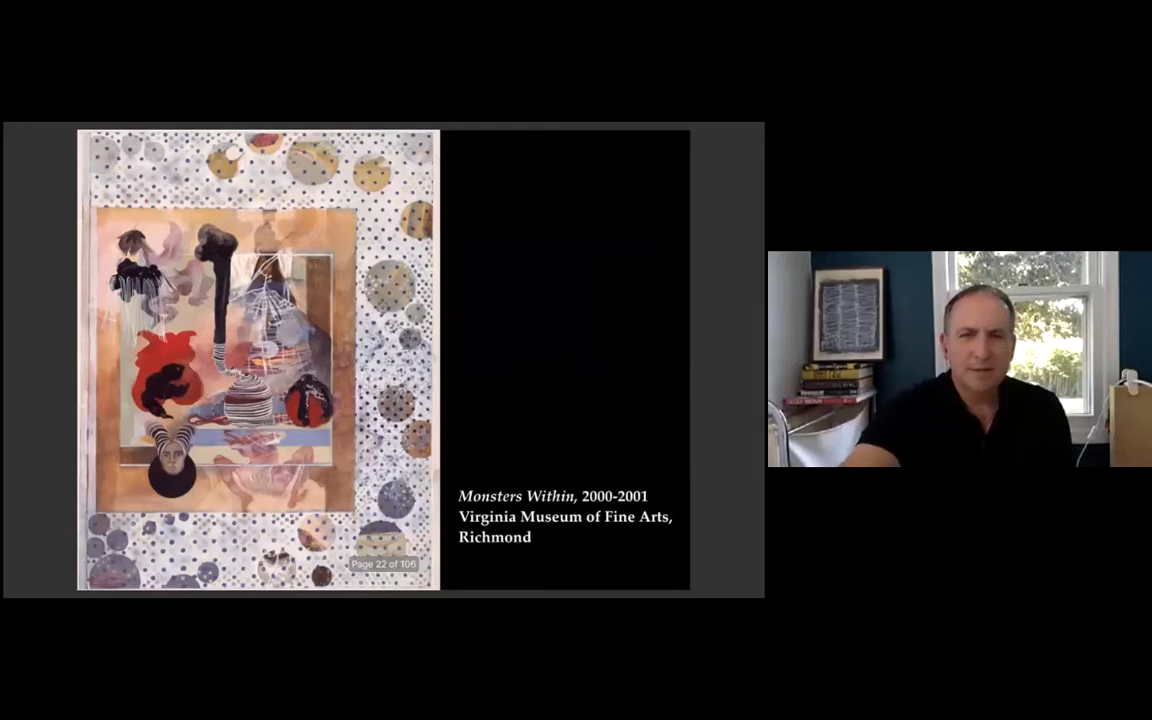 Monsters Within, 2000-2001
Virginia Museum of Fine Arts,
Richmond
Page 22 of 106